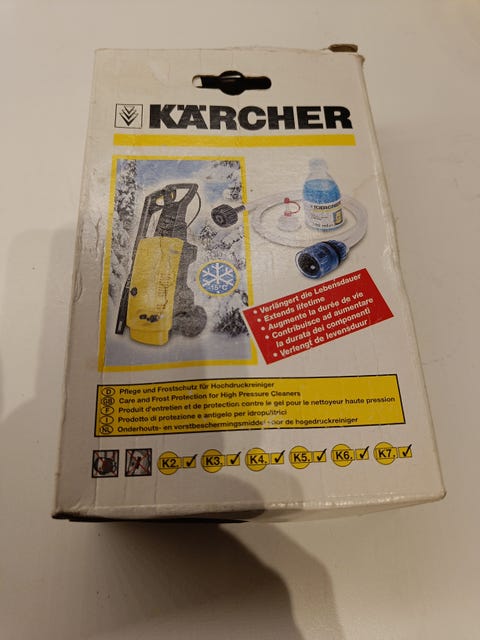 KÄRCHER
KÄRCHER
-15°C
• Verlängert die Lebensdauer
• Extends lifetime
• Augmente la durée de vie
• Contribuisce ad aumentare
la durata dei componenti
• Verlengt de levensduur
D Pflege und Frostschutz für Hochdruckreiniger
GB Care and Frost Protection for High Pressure Cleaners
F Produit d'entretien et de protection contre le gel pour le nettoyeur haute pression
I Prodotto di protezione e antigelo per idropulitrici
NL Onderhouts- en vorstbeschermingsmiddel voor de hogedruckreiniger
K2. ✓ K3. ✓ K4. ✓ K5. ✓ K6. ✓ K7. ✓